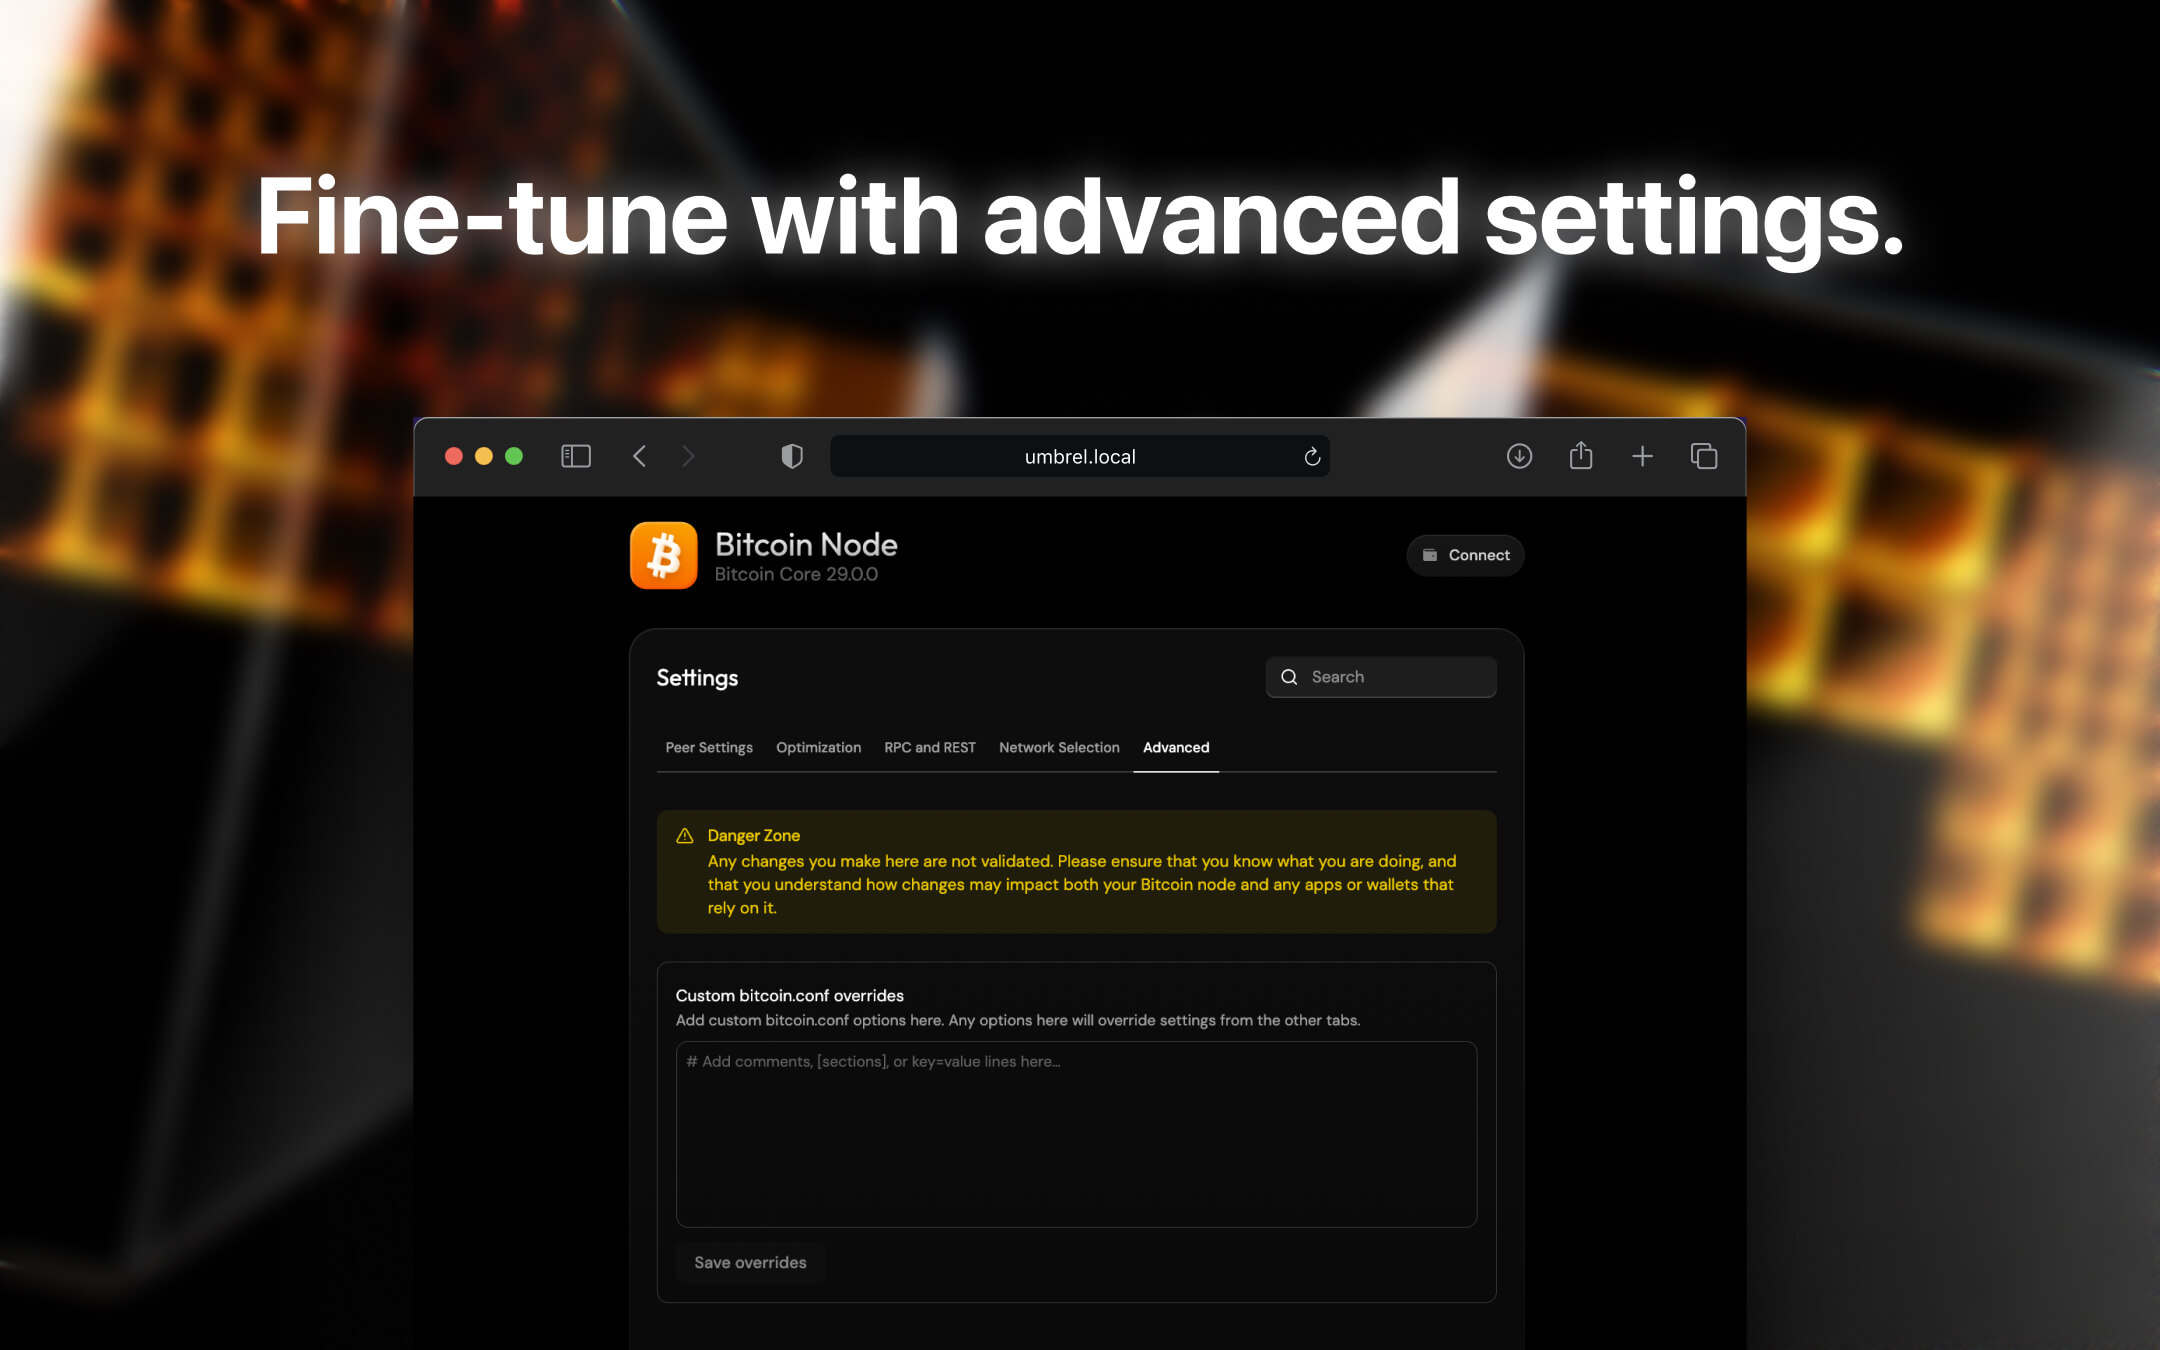 Fine-tune with advanced settings.
umbrel.local
Bitcoin Node
Bitcoin Core 29.0.0
Connect
Settings
Search
Peer Settings Optimization RPC and REST Network Selection Advanced
Danger Zone
Any changes you make here are not validated. Please ensure that you know what you are doing, and
that you understand how changes may impact both your Bitcoin node and any apps or wallets that
rely on it.
Custom bitcoin.conf overrides
Add custom bitcoin.conf options here. Any options here will override settings from the other tabs.
# Add comments, [sections], or key=value lines here...
Save overrides